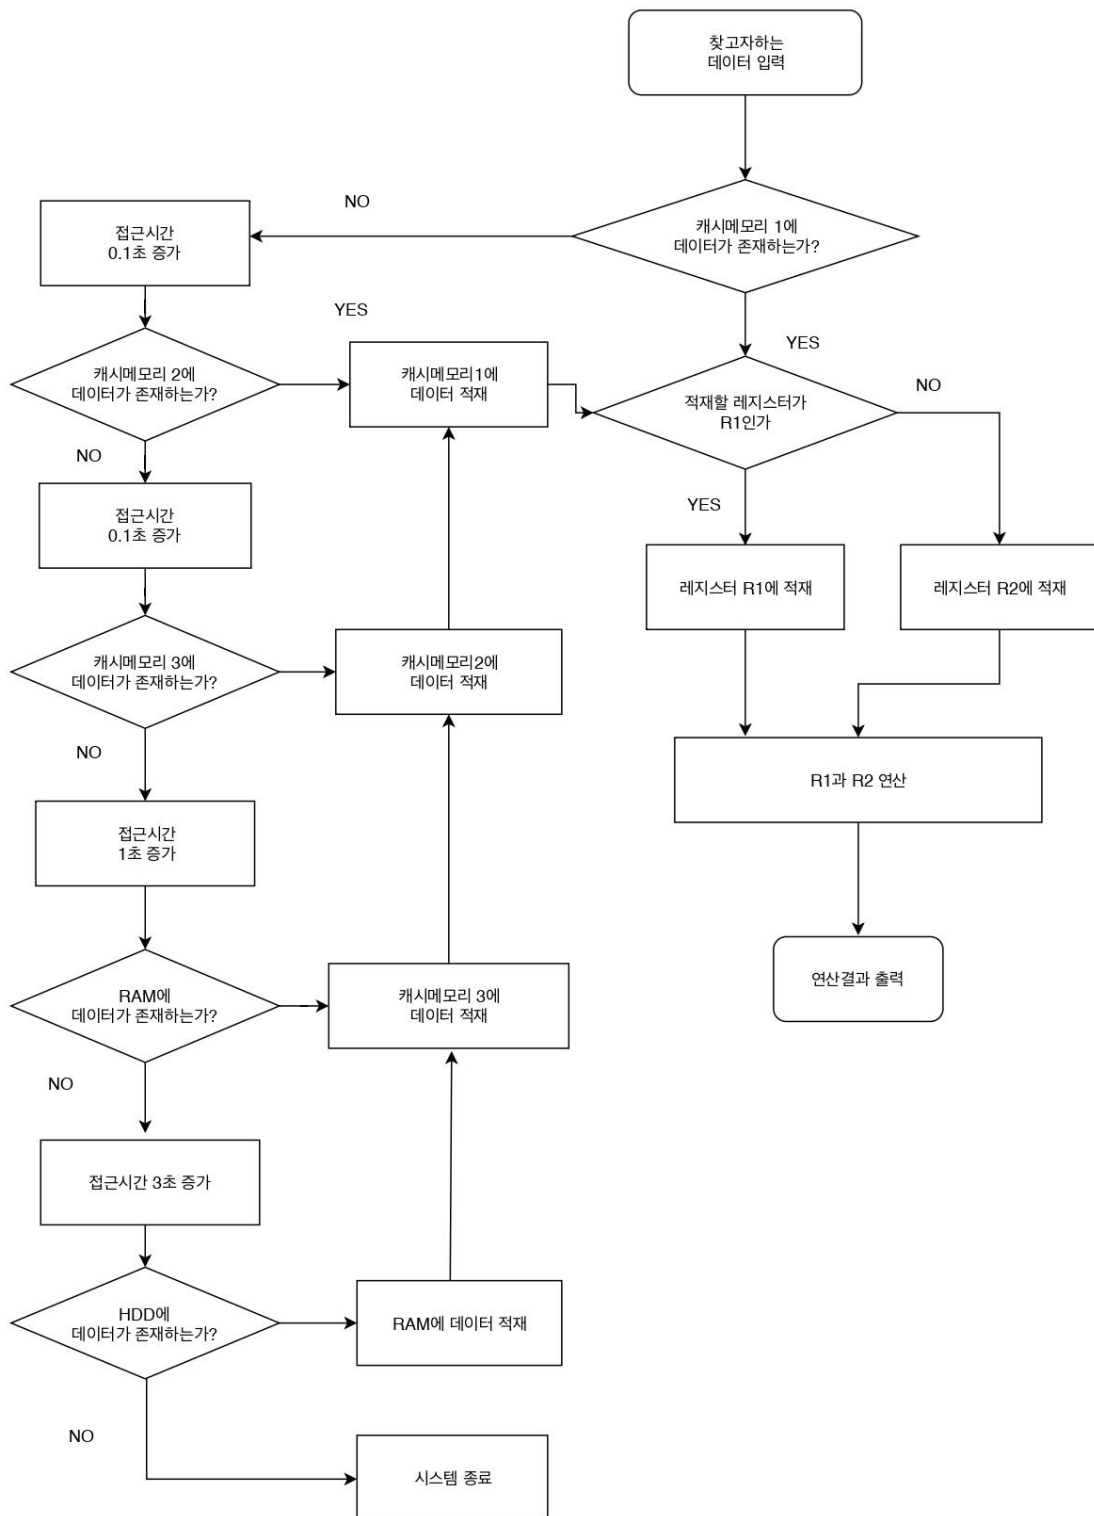 찾고자하는
데이터 입력
NO
캐시메모리 1에
데이터가 존재하는가?
접근시간
0.1초 증가
YES
YES
캐시메모리 2에
데이터가 존재하는가?
캐시메모리1에
데이터 적재
적재할 레지스터가
R1인가
NO
NO
YES
접근시간
0.1초 증가
레지스터 R1에 적재
레지스터 R2에 적재
캐시메모리 3에
데이터가 존재하는가?
캐시메모리2에
데이터 적재
NO
R1과 R2 연산
접근시간
1초 증가
연산결과 출력
RAM에
데이터가 존재하는가?
캐시메모리 3에
데이터 적재
NO
접근시간 3초 증가
HDD에
데이터가 존재하는가?
RAM에 데이터 적재
NO
시스템 종료